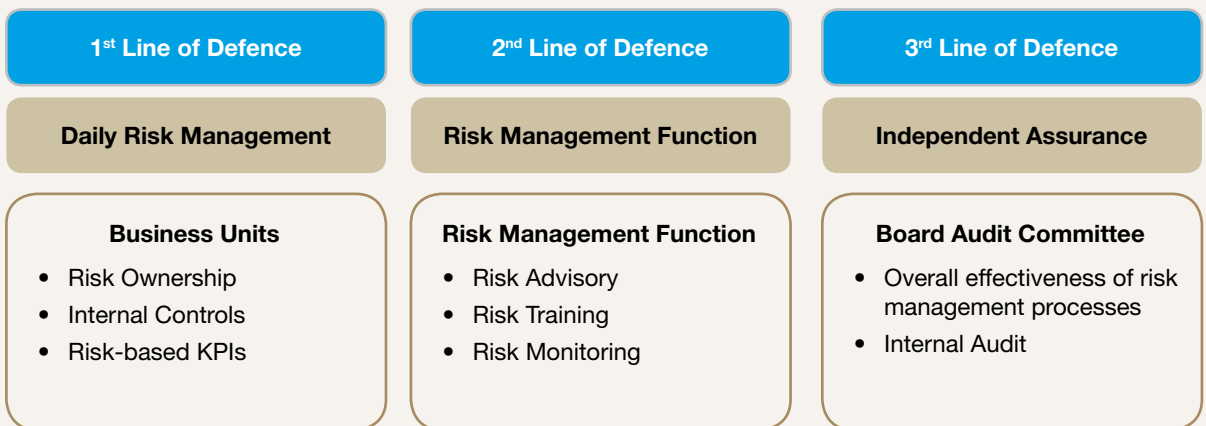 1st Line of Defence
Daily Risk Management
Business Units
• Risk Ownership
• Internal Controls
• Risk-based KPIs
2nd Line of Defence
Risk Management Function
Risk Management Function
• Risk Advisory
• Risk Training
• Risk Monitoring
3rd Line of Defence
Independent Assurance
Board Audit Committee
• Overall effectiveness of risk
management processes
• Internal Audit